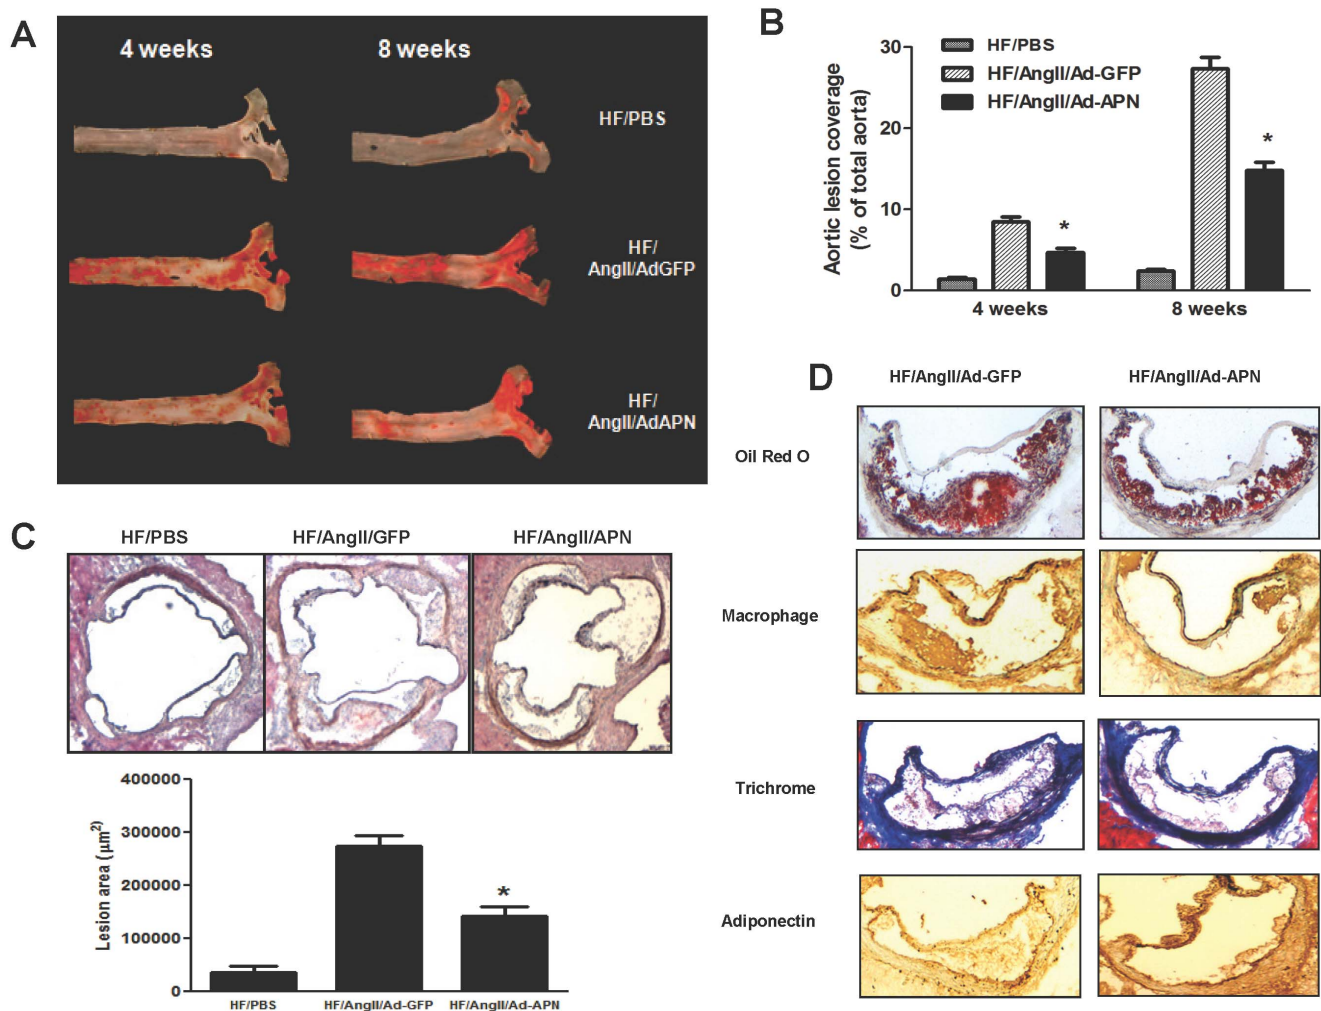 A
4 weeks
8 weeks
HF/PBS
HF/
AngII/AdGFP
HF/
AngII/AdAPN
B
Aortic lesion coverage
(% of total aorta)
30
20
10
0
HF/PBS
HF/AngII/Ad-GFP
HF/AngII/Ad-APN
*
*
4 weeks
8 weeks
C
HF/PBS
HF/AngII/GFP
HF/AngII/APN
Lesion area (μm²)
400000
300000
200000
100000
0
*
HF/PBS
HF/AngII/Ad-GFP
HF/AngII/Ad-APN
D
HF/AngII/Ad-GFP
HF/AngII/Ad-APN
Oil Red O
Macrophage
Trichrome
Adiponectin